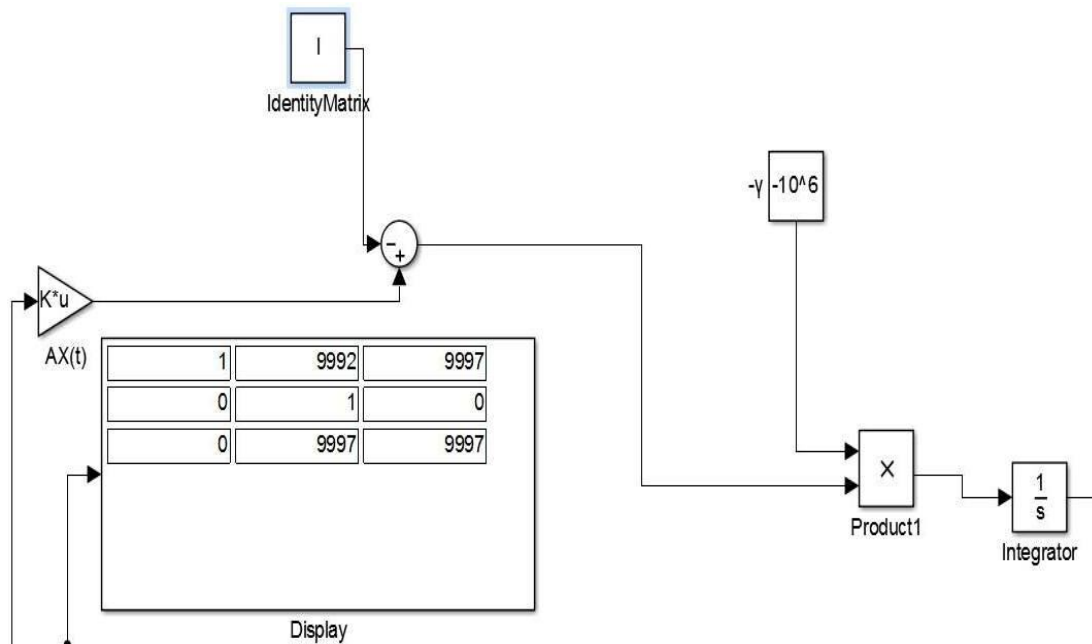 I
IdentityMatrix
-γ -10^6
-
+
K*u
AX(t)
1 9992 9997
0 1 0
0 9997 9997
Display
×
Product1
1
s
Integrator